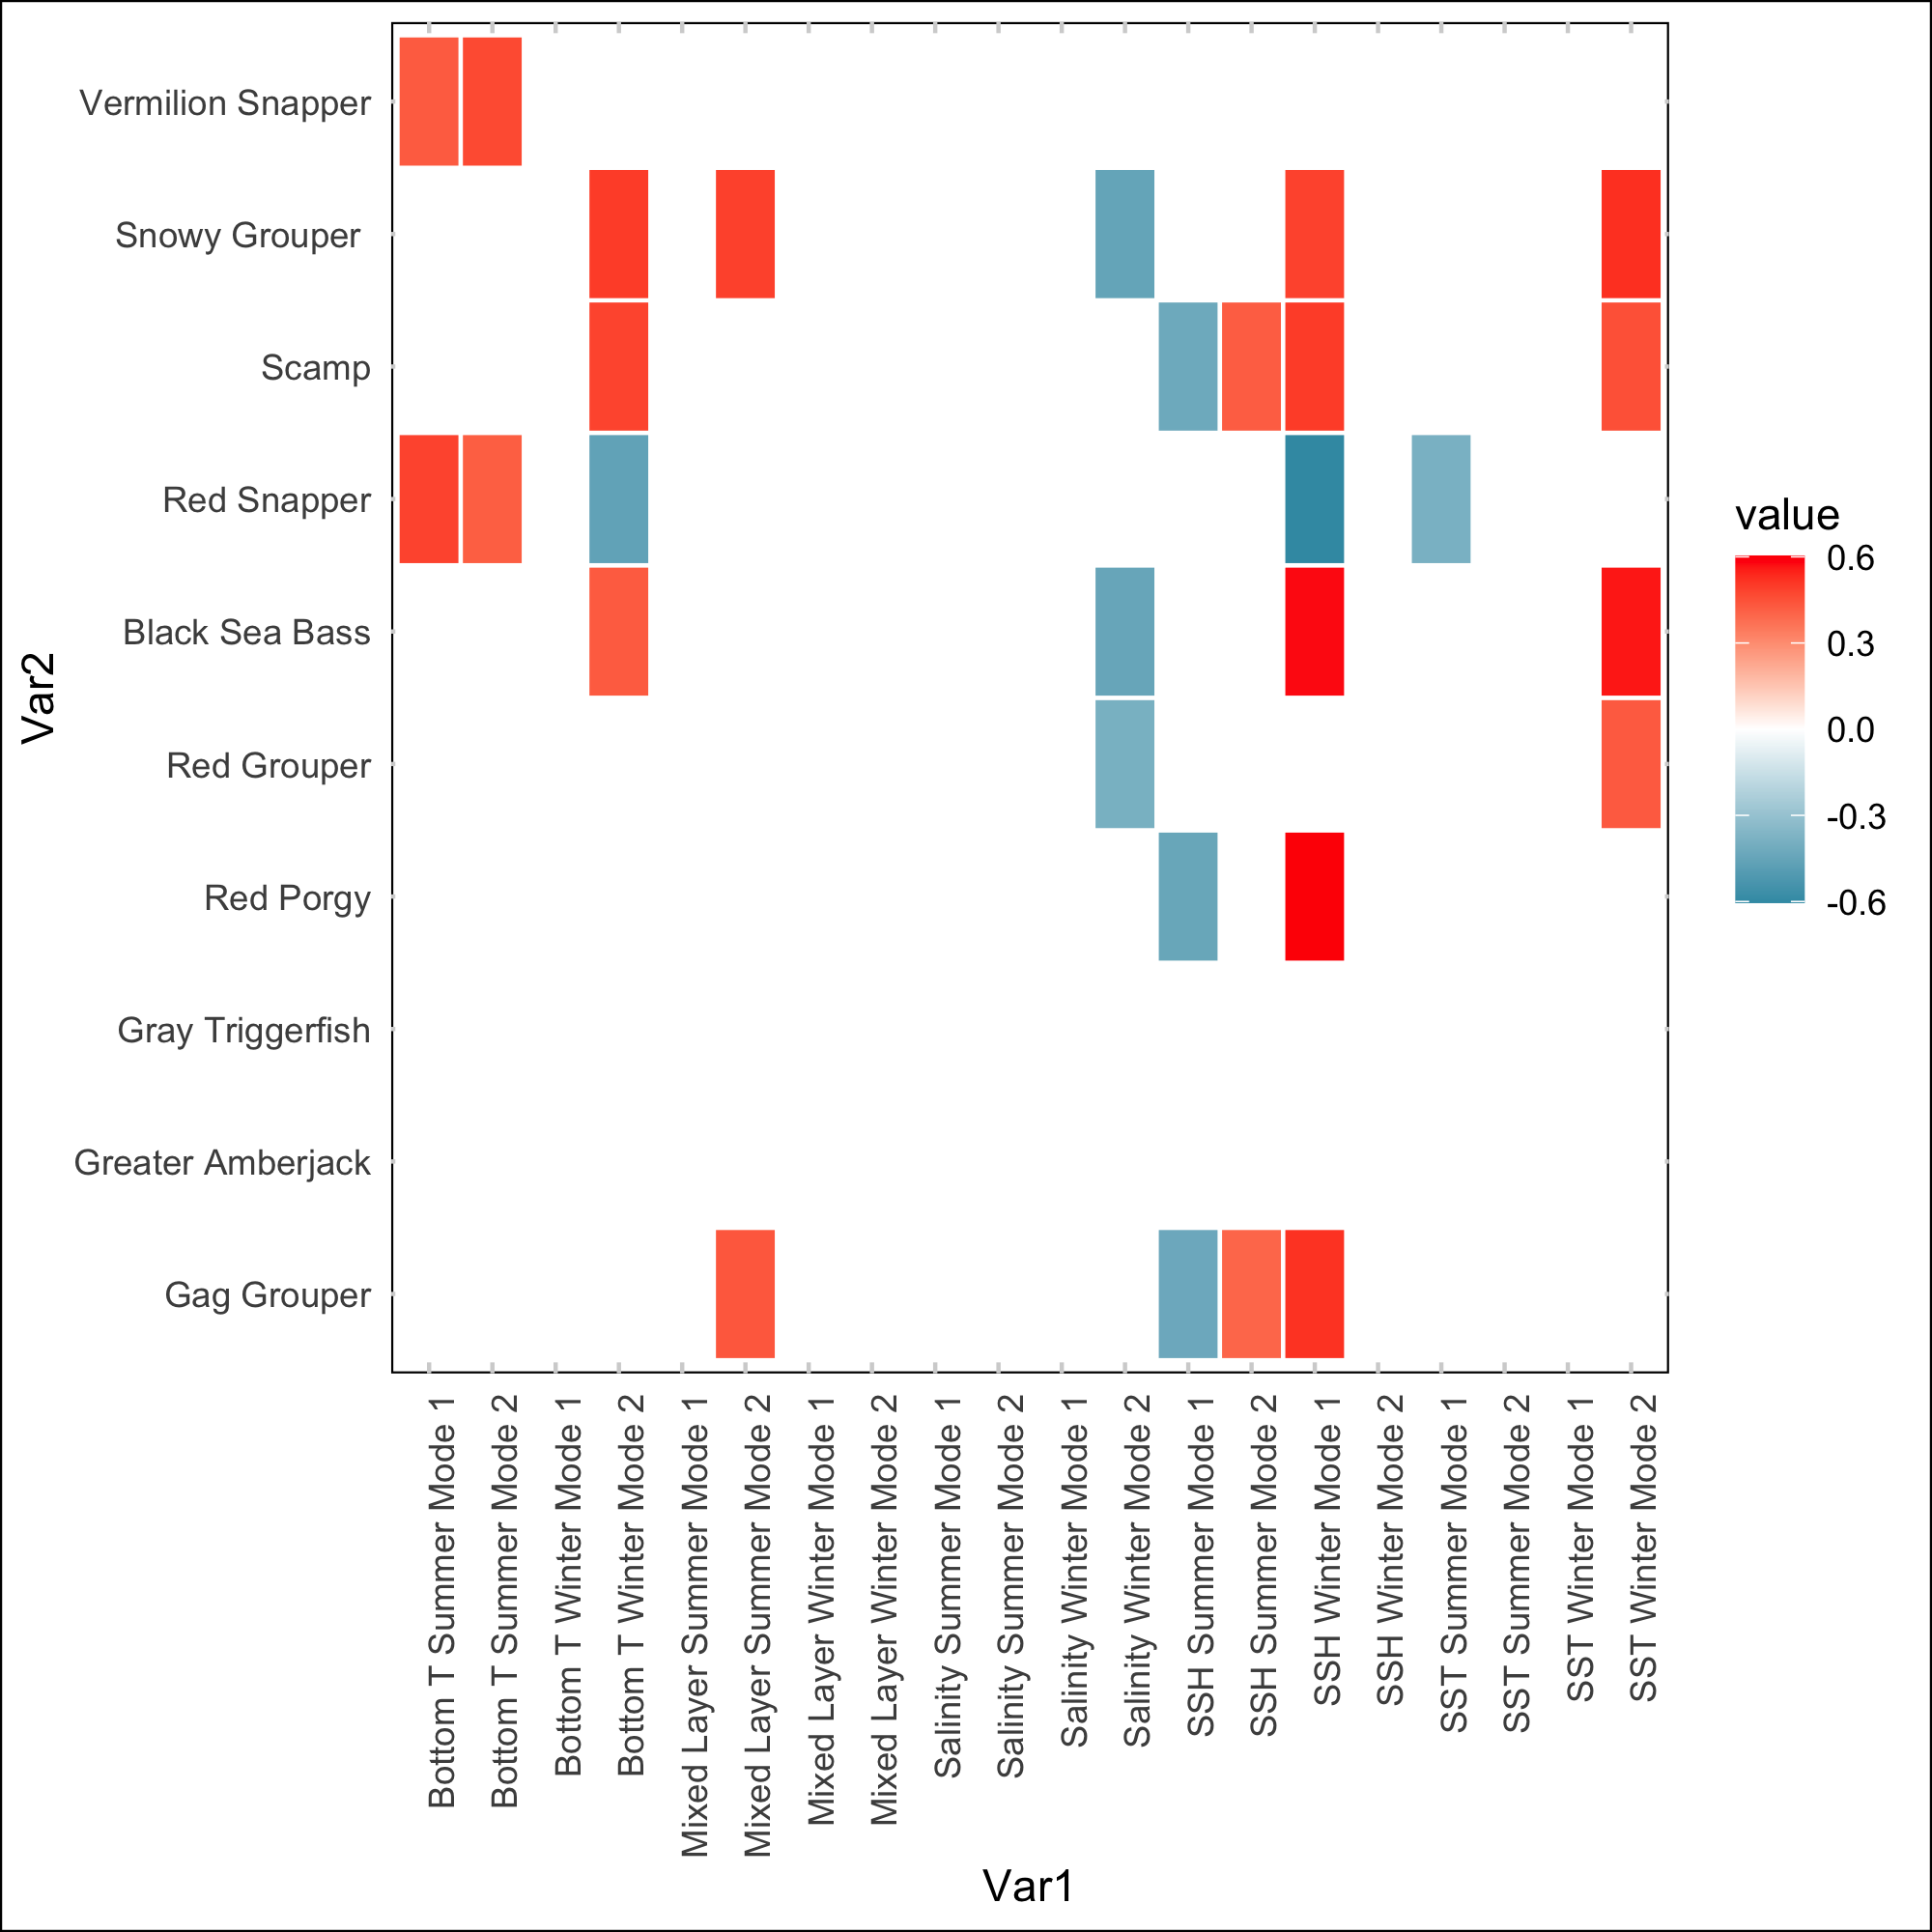 Vermilion Snapper
Snowy Grouper
Scamp
Red Snapper
Black Sea Bass
Red Grouper
Red Porgy
Gray Triggerfish
Greater Amberjack
Gag Grouper
Var2
Bottom T Summer Mode 1
Bottom T Summer Mode 2
Bottom T Winter Mode 1
Bottom T Winter Mode 2
Mixed Layer Summer Mode 1
Mixed Layer Summer Mode 2
Mixed Layer Winter Mode 1
Mixed Layer Winter Mode 2
Salinity Summer Mode 1
Salinity Summer Mode 2
Salinity Winter Mode 1
Salinity Winter Mode 2
SSH Summer Mode 1
SSH Summer Mode 2
SSH Winter Mode 1
SSH Winter Mode 2
SST Summer Mode 1
SST Summer Mode 2
SST Winter Mode 1
SST Winter Mode 2
Var1
value
0.6
0.3
0.0
-0.3
-0.6